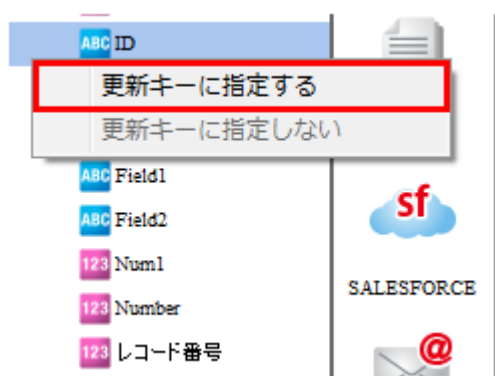 ABC ID
更新キーに指定する
更新キーに指定しない
ABC Field1
ABC Field2
sf
123 Num1
SALESFORCE
123 Number
@
123 レコード番号